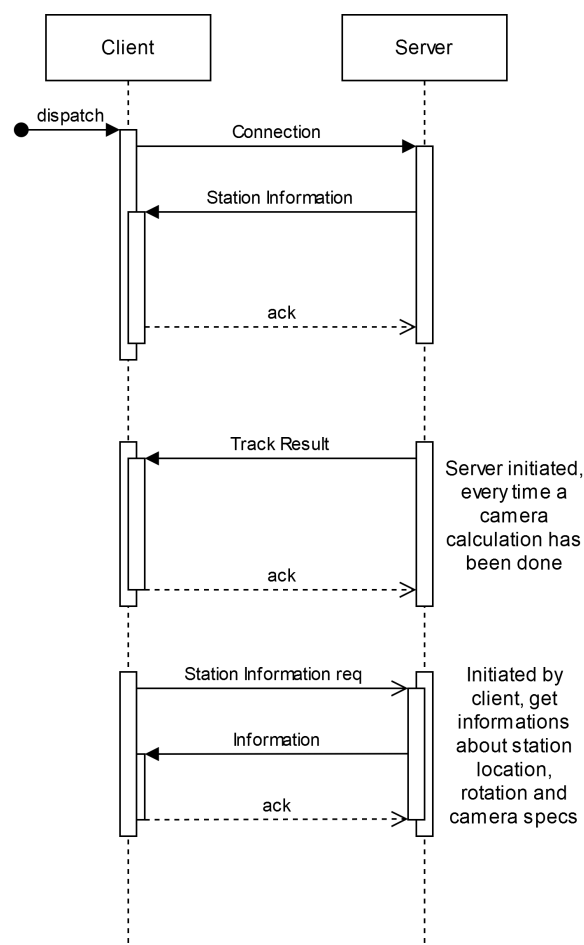 Client
Server
dispatch
Connection
Station Information
ack
Track Result
Server initiated,
every time a
camera
calculation has
been done
ack
Station Information req
Initiated by
client, get
informations
about station
location,
rotation and
camera specs
Information
ack